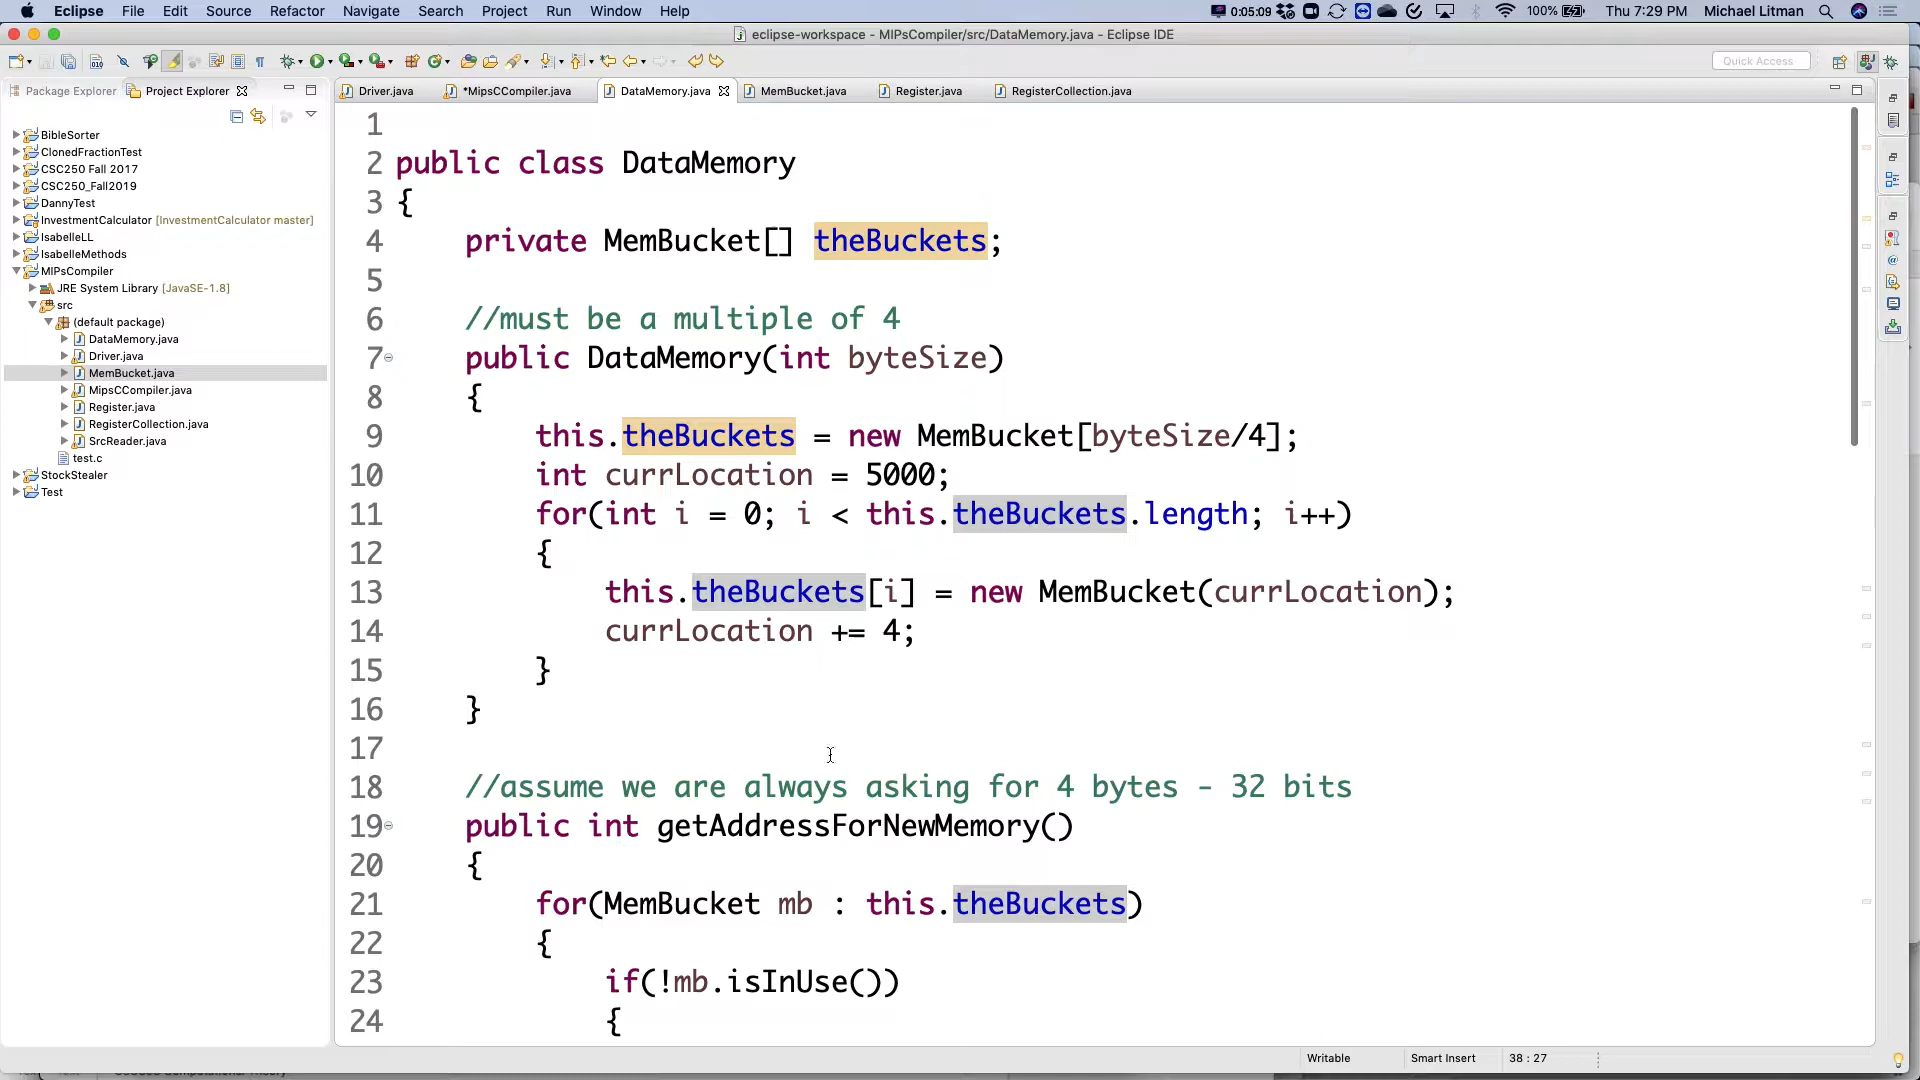 Eclipse File Edit Source Refactor Navigate Search Project Run Window Help 0:05:09 100% Thu 7:29 PM Michael Litman
eclipse-workspace - MIPsCompiler/src/DataMemory.java - Eclipse IDE
Quick Access
Package Explorer Project Explorer
Driver.java *MipsCCompiler.java DataMemory.java MemBucket.java Register.java RegisterCollection.java
BibleSorter
ClonedFractionTest
CSC250 Fall 2017
CSC250_Fall2019
DannyTest
InvestmentCalculator [InvestmentCalculator master]
IsabelleLL
IsabelleMethods
MIPsCompiler
JRE System Library [JavaSE-1.8]
src
(default package)
DataMemory.java
Driver.java
MemBucket.java
MipsCCompiler.java
Register.java
RegisterCollection.java
SrcReader.java
test.c
StockStealer
Test
1
2 public class DataMemory
3 {
4 private MemBucket[] theBuckets;
5
6 //must be a multiple of 4
7 public DataMemory(int byteSize)
8 {
9 this.theBuckets = new MemBucket[byteSize/4];
10 int currLocation = 5000;
11 for(int i = 0; i < this.theBuckets.length; i++)
12 {
13 this.theBuckets[i] = new MemBucket(currLocation);
14 currLocation += 4;
15 }
16 }
17
18 //assume we are always asking for 4 bytes - 32 bits
19 public int getAddressForNewMemory()
20 {
21 for(MemBucket mb : this.theBuckets)
22 {
23 if(!mb.isInUse())
24 {
Writable Smart Insert 38 : 27